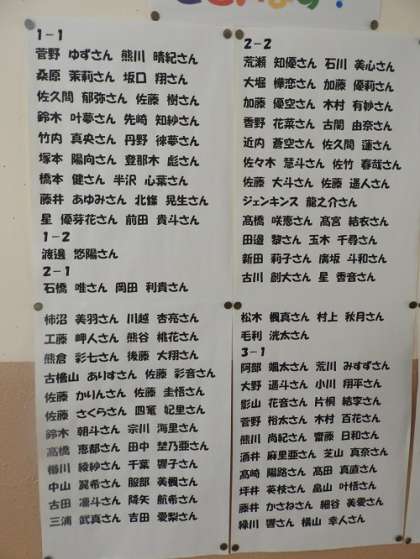 1-1
菅野 ゆずさん 熊川 晴紀さん
桑原 茉莉さん 坂口 翔さん
佐久間 郁弥さん 佐藤 樹さん
鈴木 叶夢さん 先崎 知紗さん
竹内 真央さん 丹野 徠夢さん
塚本 陽向さん 登那木 彪さん
橋本 健さん 半沢 心葉さん
藤井 あゆみさん 北條 晃生さん
星 優芽花さん 前田 貴斗さん
1-2
渡邉 悠陽さん
2-1
石橋 唯さん 岡田 利貴さん
柿沼 美羽さん 川越 杏亮さん
工藤 岬人さん 熊谷 桃花さん
熊倉 彩七さん 後藤 大翔さん
古檜山 ありすさん 佐藤 彩音さん
佐藤 かりんさん 佐藤 圭悟さん
佐藤 さくらさん 四竈 妃里さん
鈴木 朝斗さん 宗川 海里さん
高橋 恵都さん 田中 埜乃亜さん
樽川 綾紗さん 千葉 響子さん
中山 翼希さん 服部 美楓さん
古田 凜斗さん 降矢 航希さん
三浦 武真さん 吉田 愛梨さん
2-2
荒瀬 知優さん 石川 美心さん
大堀 樺恋さん 加藤 優莉さん
加藤 優空さん 木村 有妙さん
香野 花菜さん 古関 由奈さん
近内 蒼空さん 佐久間 蓮さん
佐々木 慧斗さん 佐竹 春哉さん
佐藤 大斗さん 佐藤 遥人さん
ジェンキンス 龍之介さん
髙橋 咲恵さん 髙宮 結衣さん
田邉 黎さん 玉木 千尋さん
新田 莉子さん 廣坂 斗和さん
古川 創大さん 星 香音さん
松木 楓真さん 村上 秋月さん
毛利 洸太さん
3-1
阿部 颯太さん 荒川 みすずさん
大野 遥斗さん 小川 翔平さん
影山 花音さん 片桐 結李さん
菅野 裕太さん 木村 百花さん
熊川 尚紀さん 齋藤 日和さん
酒井 麻里亜さん 芝山 真奈さん
高崎 陽路さん 高田 真直さん
坪井 英枝さん 畠山 叶悟さん
藤井 かさねさん 細谷 美愛さん
緑川 響さん 横山 幸人さん